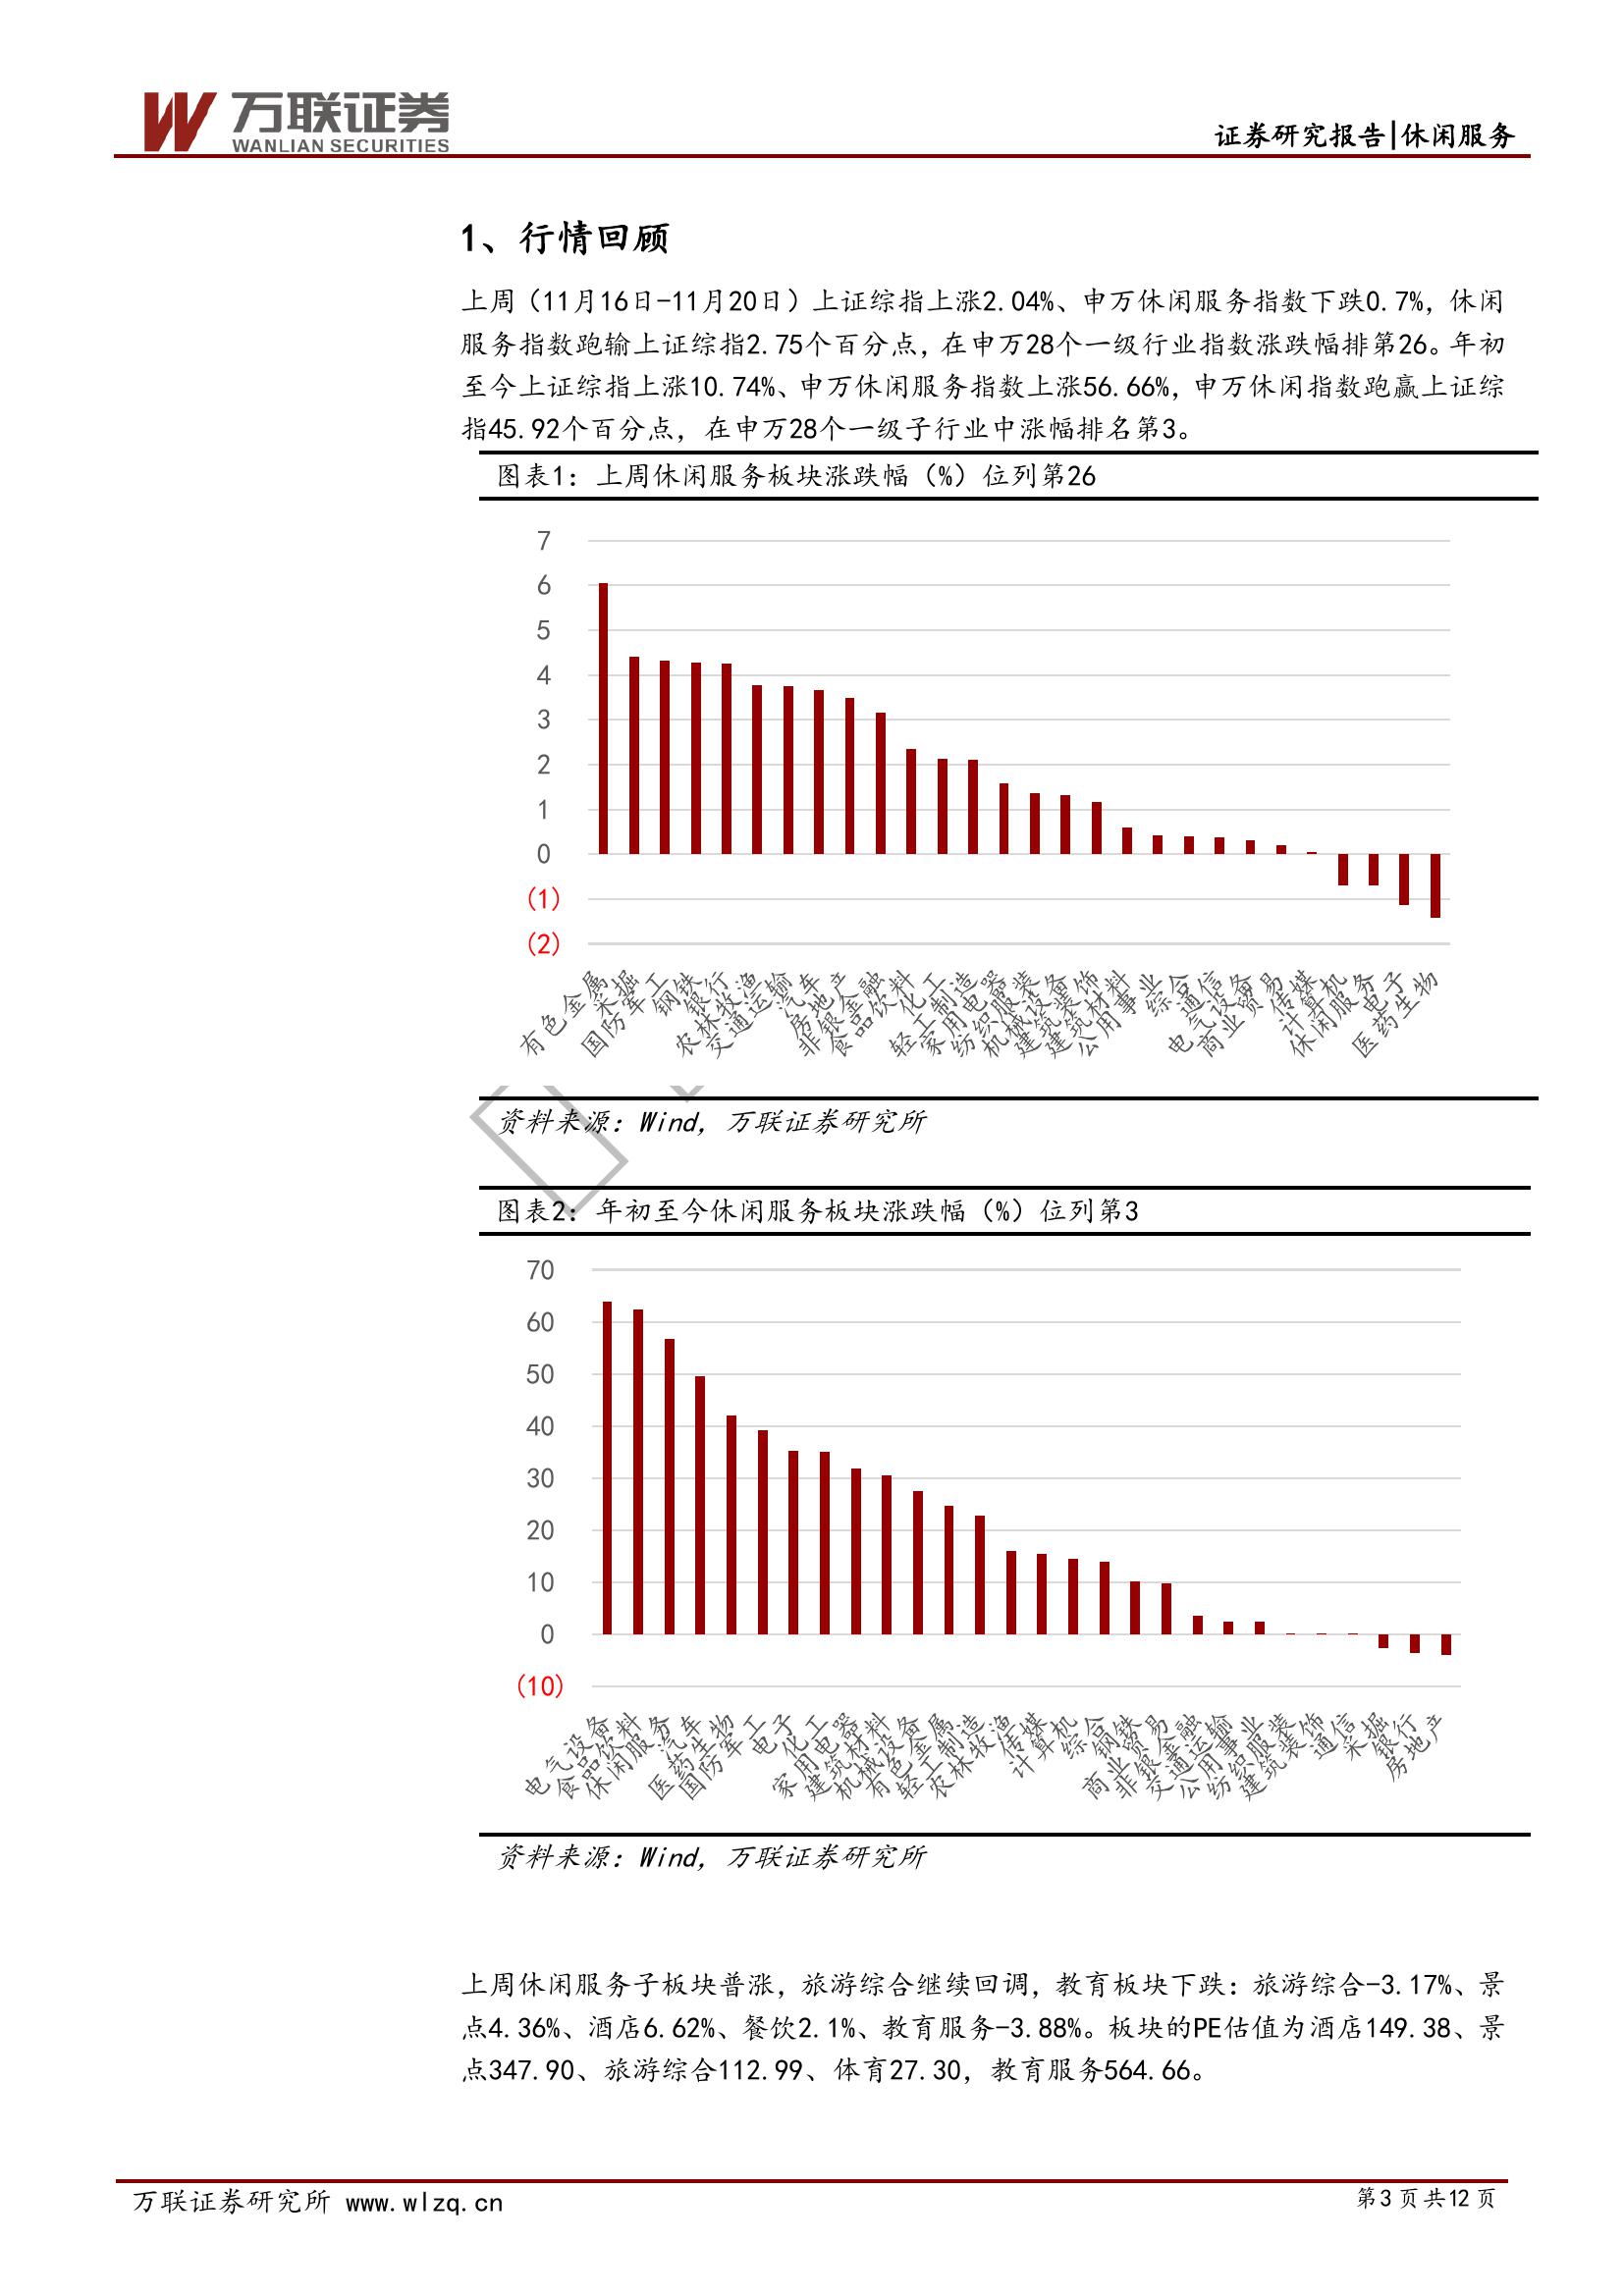 万联证券
WANLIAN SECURITIES
证券研究报告|休闲服务
1、行情回顾
上周（11月16日-11月20日）上证综指上涨2.04%、申万休闲服务指数下跌0.7%，休闲
服务指数跑输上证综指2.75个百分点，在申万28个一级行业指数涨跌幅排第26。年初
至今上证综指上涨10.74%、申万休闲服务指数上涨56.66%，申万休闲指数跑赢上证综
指45.92个百分点，在申万28个一级子行业中涨幅排名第3。
图表1：上周休闲服务板块涨跌幅（%）位列第26
7
6
5
4
3
2
1
0
(1)
(2)
有色金属
采掘
国防军工
钢铁
银行
农林牧渔
交通运输
汽车
房地产
非银金融
食品饮料
化工
轻工制造
家用电器
纺织服装
机械设备
建筑装饰
建筑材料
公用事业
综合
通信
电气设备
商业贸易
传媒
计算机
休闲服务
电子
医药生物
资料来源：Wind，万联证券研究所
图表2：年初至今休闲服务板块涨跌幅（%）位列第3
70
60
50
40
30
20
10
0
(10)
电气设备
食品饮料
休闲服务
汽车
医药生物
国防军工
电子
化工
家用电器
建筑材料
机械设备
有色金属
轻工制造
农林牧渔
传媒
计算机
综合
钢铁
商业贸易
非银金融
交通运输
公用事业
纺织服装
建筑装饰
通信
采掘
银行
房地产
资料来源：Wind，万联证券研究所
上周休闲服务子板块普涨，旅游综合继续回调，教育板块下跌：旅游综合-3.17%、景
点4.36%、酒店6.62%、餐饮2.1%、教育服务-3.88%。板块的PE估值为酒店149.38、景
点347.90、旅游综合112.99、体育27.30，教育服务564.66。
万联证券研究所 www.wlzq.cn
第3页共12页